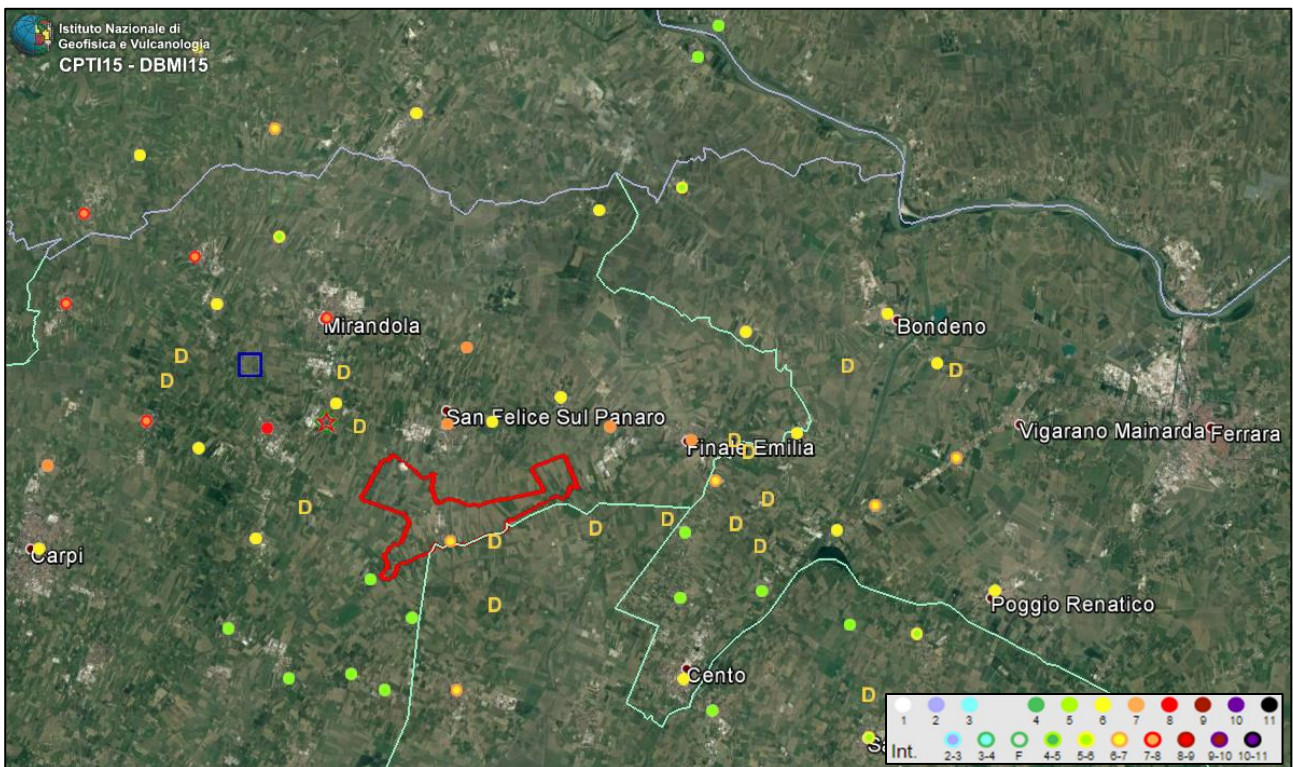 Istituto Nazionale di
Geofisica e Vulcanologia
CPTI15 - DBMI15
Mirandola
Bondeno
D
D
D
D
D
San Felice Sul Panaro
D
Vigarano Mainarda
Ferrara
Finale Emilia
D
D
D
D
D
D
D
D
D
Carpi
D
D
Poggio Renatico
Cento
D
1 2 3 4 5 6 7 8 9 10 11
Int. 2-3 3-4 F 4-5 5-6 6-7 7-8 8-9 9-10 10-11